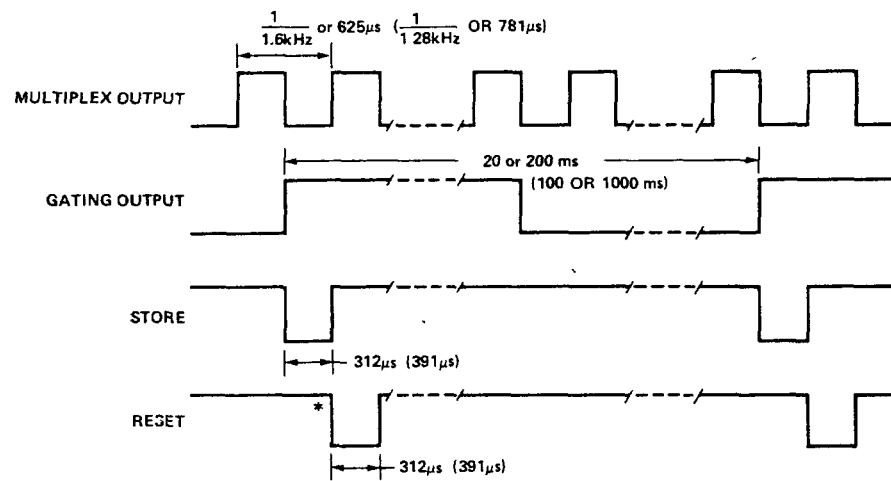 1/1.6kHz or 625µs (1/1 28kHz OR 781µs)
MULTIPLEX OUTPUT
20 or 200 ms
(100 OR 1000 ms)
GATING OUTPUT
STORE
312µs (391µs)
*
RESET
312µs (391µs)